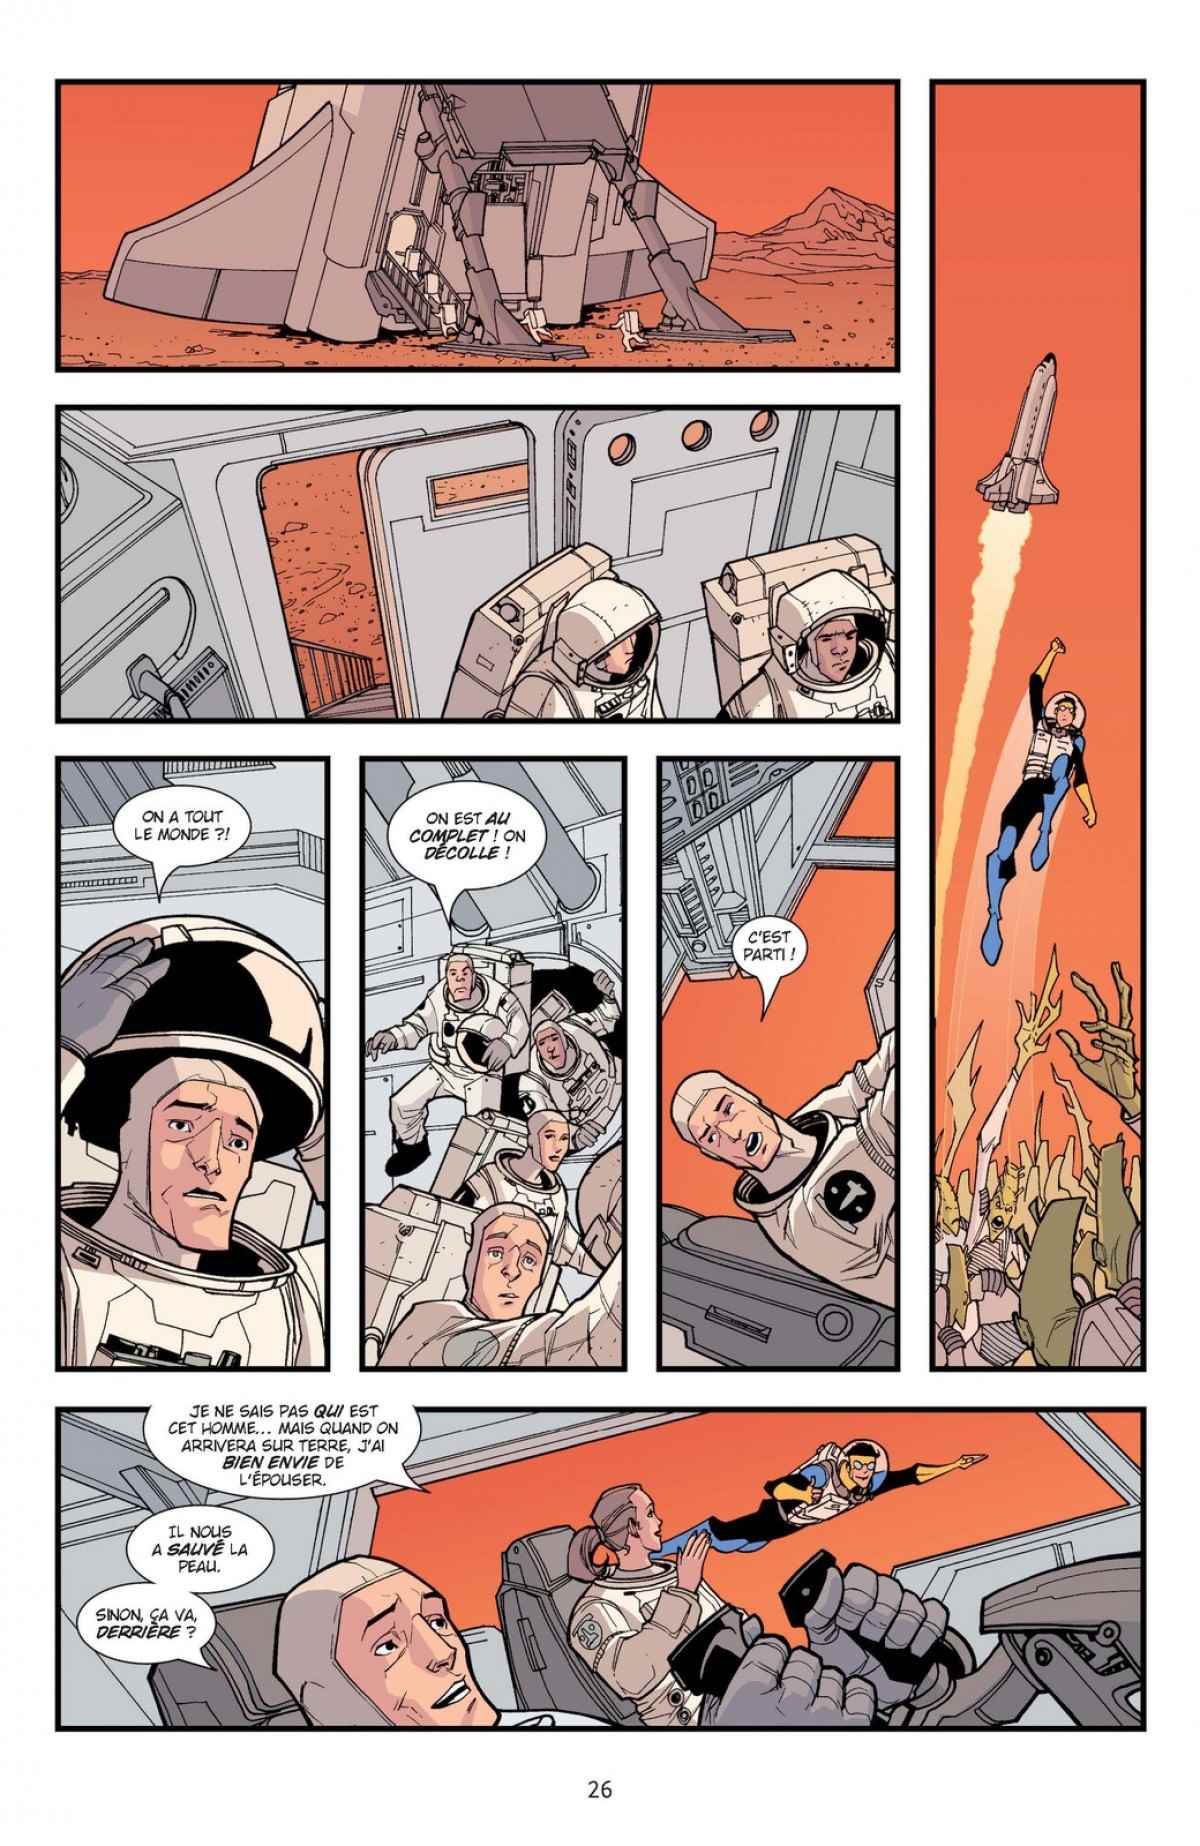 ON A TOUT
LE MONDE ?!
ON EST AU
COMPLET ! ON
DÉCOLLE !
C'EST
PARTI !
JE NE SAIS PAS QUI EST
CET HOMME... MAIS QUAND ON
ARRIVERA SUR TERRE, J'AI
BIEN ENVIE DE
L'ÉPOUSER.
IL NOUS
A SAUVÉ LA
PEAU.
SINON, ÇA VA,
DERRIÈRE ?
26